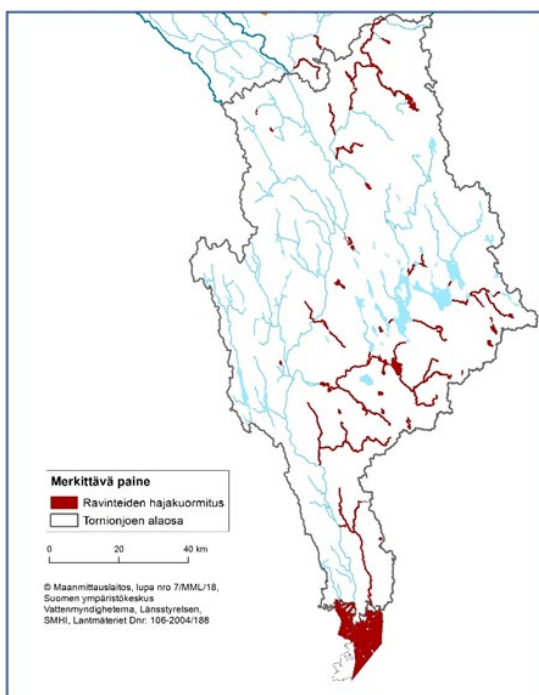 Merkittävä paine
Ravinteiden hajakuormitus
Tornionjoen alaosa
0 20 40 km
© Maanmittauslaitos, lupa nro 7/MML/18,
Suomen ympäristökeskus
Vattenmyndigheterna, Länsstyrelsen,
SMHI, Lantmäteriet Dnr: 106-2004/188